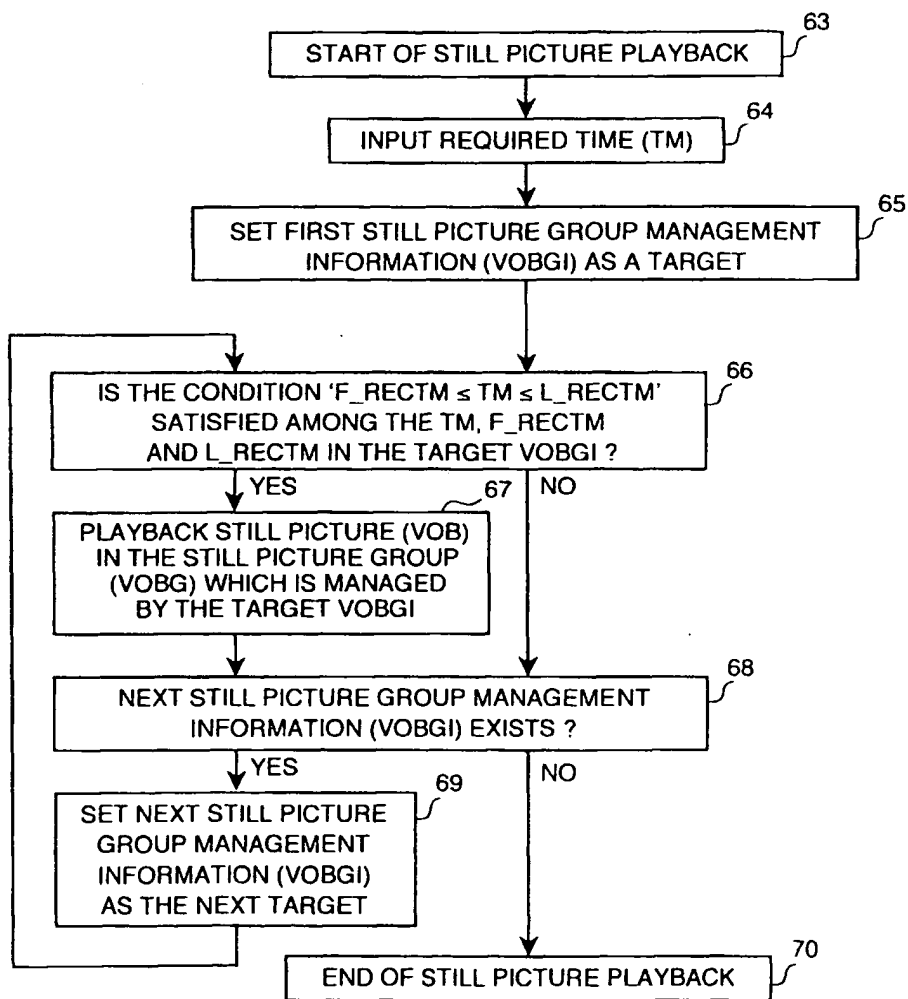 63
START OF STILL PICTURE PLAYBACK
64
INPUT REQUIRED TIME (TM)
65
SET FIRST STILL PICTURE GROUP MANAGEMENT
INFORMATION (VOBGI) AS A TARGET
66
IS THE CONDITION 'F_RECTM ≤ TM ≤ L_RECTM'
SATISFIED AMONG THE TM, F_RECTM
AND L_RECTM IN THE TARGET VOBGI ?
YES
67
NO
PLAYBACK STILL PICTURE (VOB)
IN THE STILL PICTURE GROUP
(VOBG) WHICH IS MANAGED
BY THE TARGET VOBGI
68
NEXT STILL PICTURE GROUP MANAGEMENT
INFORMATION (VOBGI) EXISTS ?
YES
69
NO
SET NEXT STILL PICTURE
GROUP MANAGEMENT
INFORMATION (VOBGI)
AS THE NEXT TARGET
70
END OF STILL PICTURE PLAYBACK